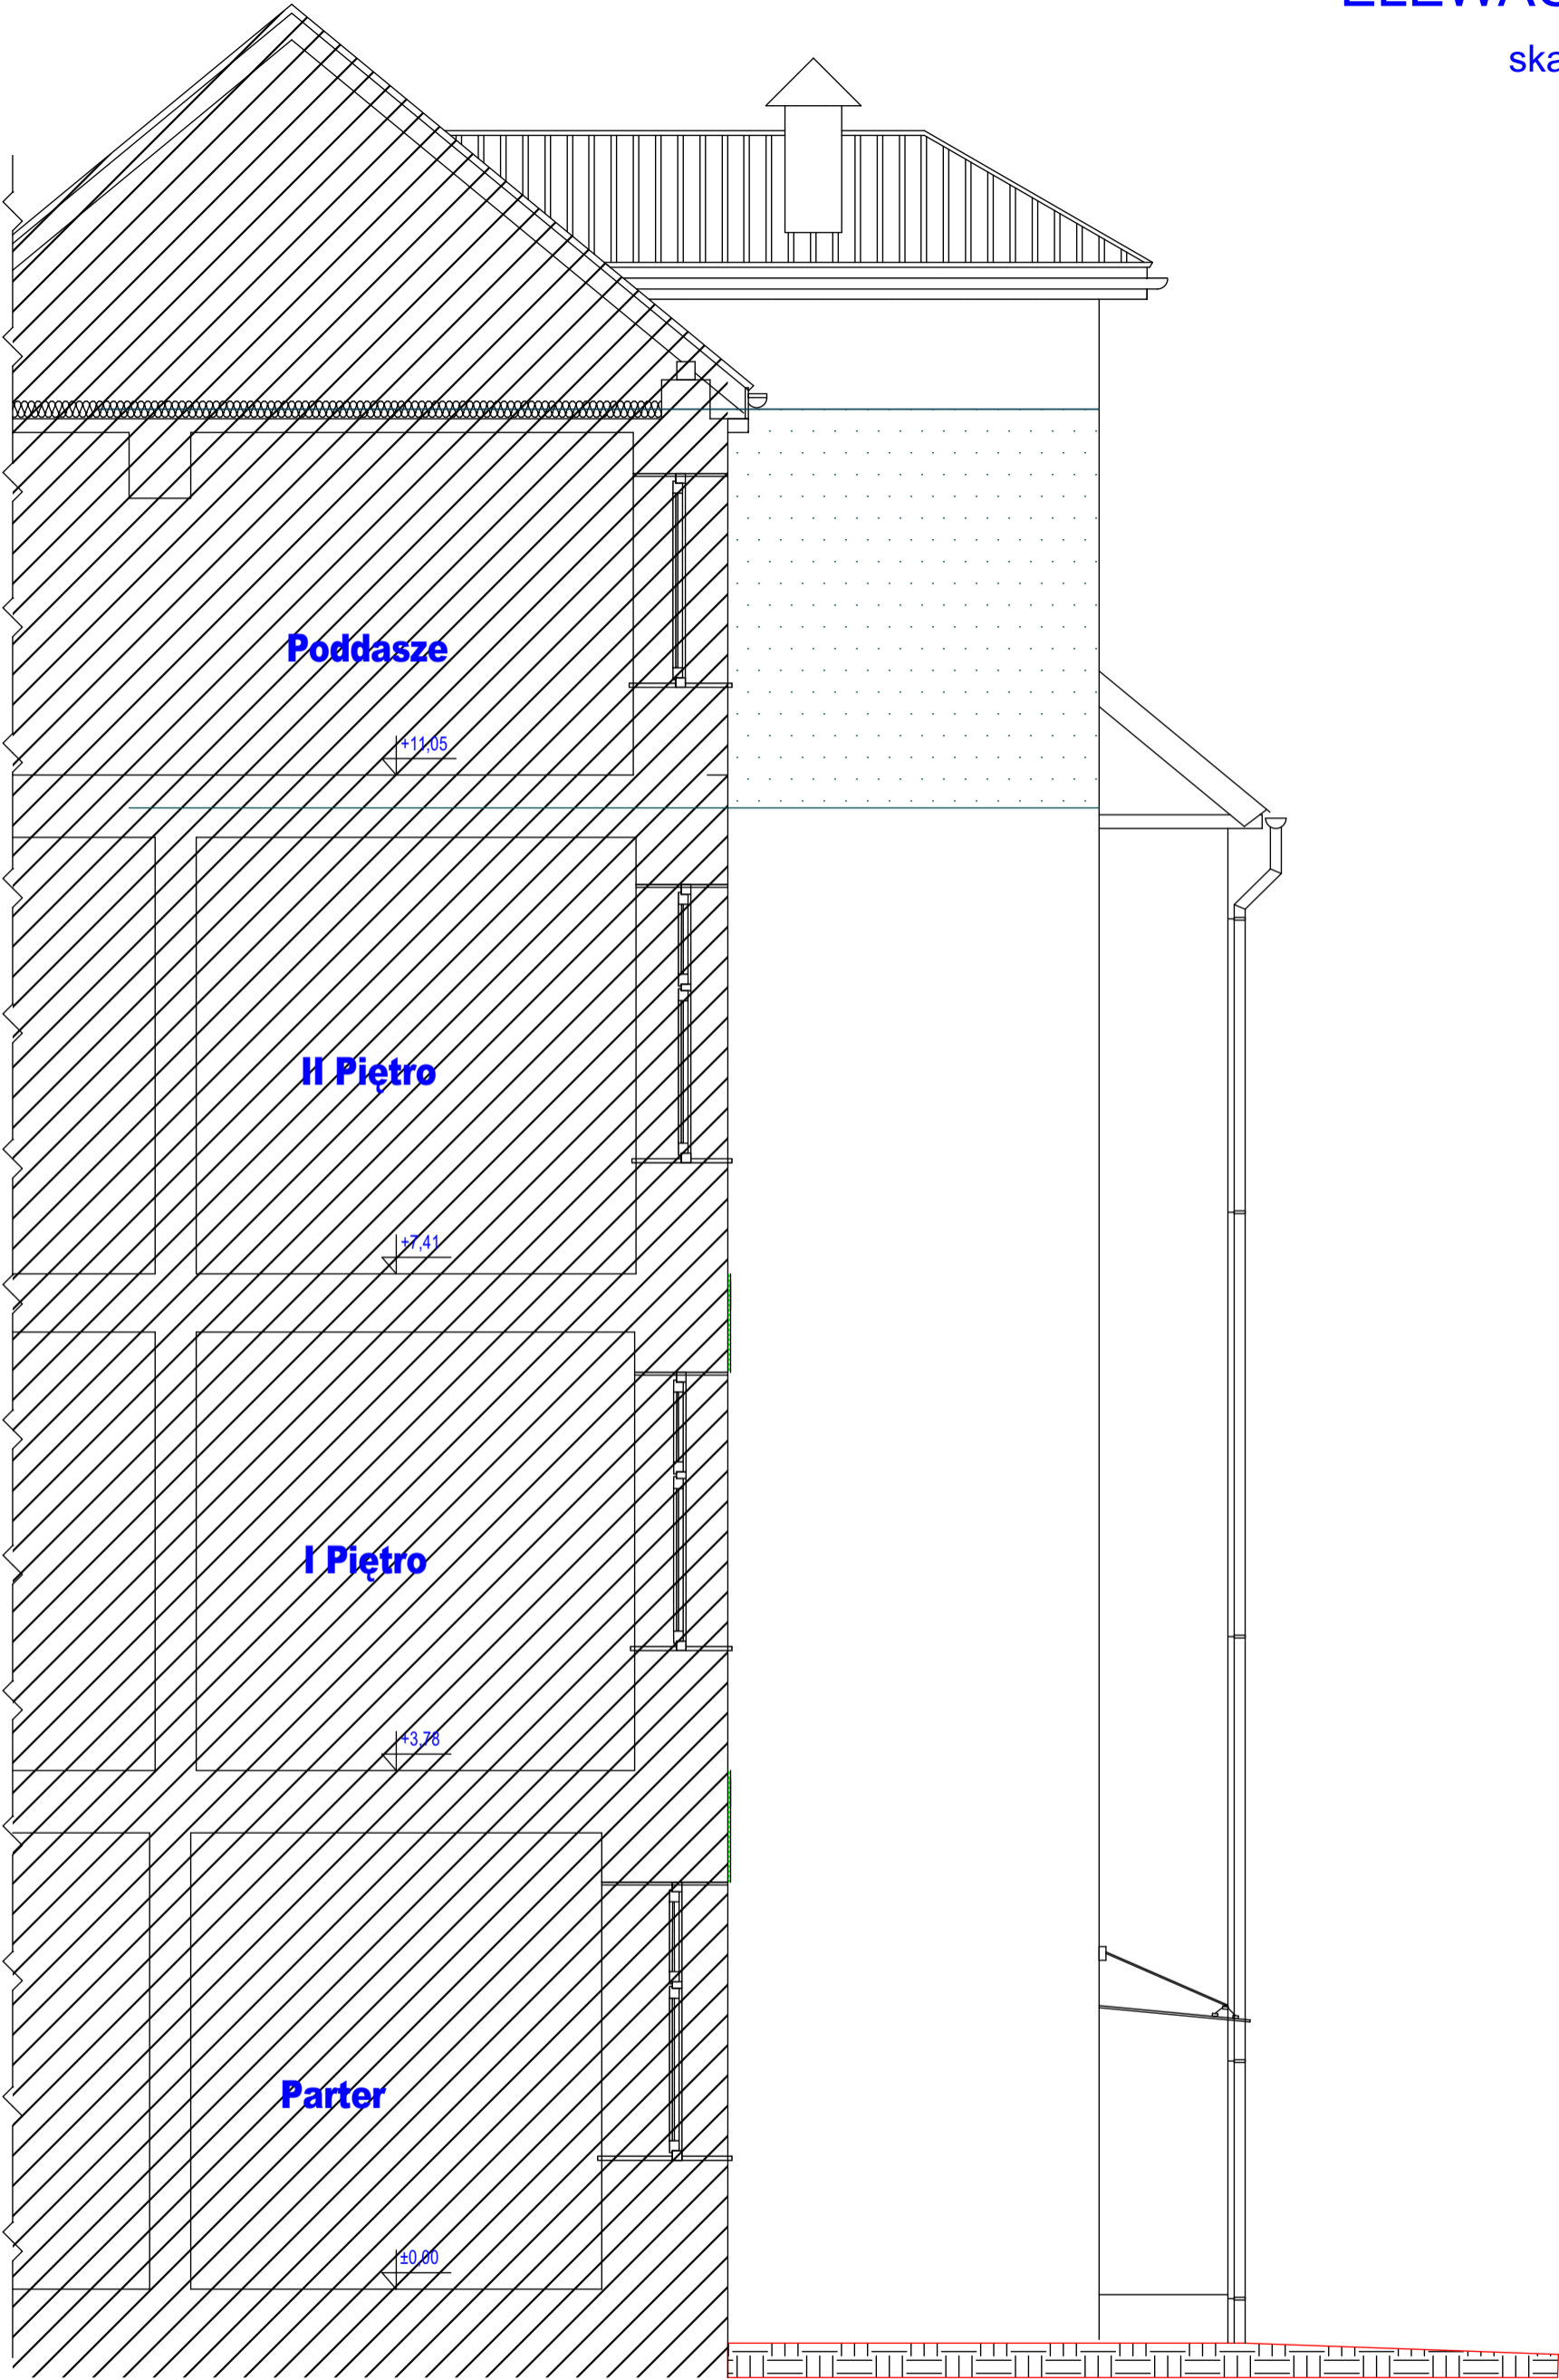 ska
Poddasze
+11,05
II Piętro
+7,41
I Piętro
+3,78
Parter
±0,00